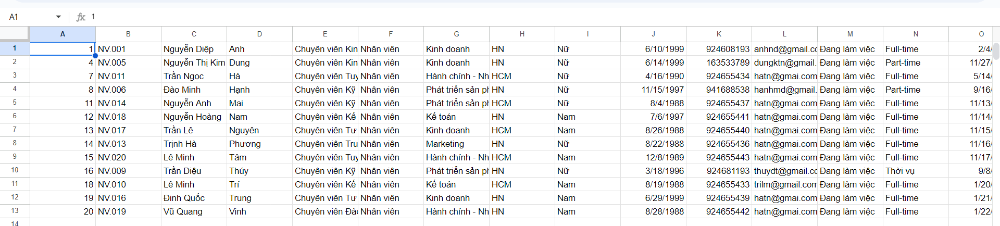 A1 fx 1
A B C D E F G H I J K L M N O
1 1 NV.001 Nguyễn Diệp Anh Chuyên viên Kin Nhân viên Kinh doanh HN Nữ 6/10/1999 924608193 anhnd@gmail.co Đang làm việc Full-time 2/4/
2 4 NV.005 Nguyễn Thị Kim Dung Chuyên viên Kin Nhân viên Kinh doanh HN Nữ 6/14/1999 163533789 dungktn@gmail. Đang làm việc Part-time 11/27/
3 7 NV.011 Trần Ngọc Hà Chuyên viên Tuy Nhân viên Hành chính - Nh HCM Nữ 4/16/1990 924655434 hatn@gmai.com Đang làm việc Full-time 5/14/
4 8 NV.006 Đào Minh Hạnh Chuyên viên Kỹ Nhân viên Phát triển sản ph HN Nữ 11/15/1997 941688538 hanhmd@gmail. Đang làm việc Part-time 9/16/
5 11 NV.014 Nguyễn Anh Mai Chuyên viên Kỹ Nhân viên Phát triển sản ph HCM Nữ 8/4/1988 924655437 hatn@gmai.com Đang làm việc Full-time 11/13/
6 12 NV.018 Nguyễn Hoàng Nam Chuyên viên Kế Nhân viên Kế toán HN Nam 7/6/1997 924655441 hatn@gmai.com Đang làm việc Full-time 11/14/
7 13 NV.017 Trần Lê Nguyên Chuyên viên Tư Nhân viên Kinh doanh HCM Nam 8/26/1988 924655440 hatn@gmai.com Đang làm việc Full-time 11/15/
8 14 NV.013 Trịnh Hà Phương Chuyên viên Tru Nhân viên Marketing HN Nữ 8/22/1988 924655436 hatn@gmai.com Đang làm việc Full-time 11/16/
9 15 NV.020 Lê Minh Tâm Chuyên viên Tuy Nhân viên Hành chính - Nh HCM Nam 12/8/1989 924655443 hatn@gmai.com Đang làm việc Full-time 11/17/
10 16 NV.009 Trần Diệu Thúy Chuyên viên Kỹ Nhân viên Phát triển sản ph HN Nữ 3/18/1996 924681193 thuydt@gmail.co Đang làm việc Thời vụ 9/8/
11 18 NV.010 Lê Minh Trí Chuyên viên Kế Nhân viên Kế toán HCM Nam 8/19/1988 924655433 trilm@gmail.com Đang làm việc Full-time 1/20/
12 19 NV.016 Đinh Quốc Trung Chuyên viên Tư Nhân viên Kinh doanh HN Nam 6/29/1999 924655439 hatn@gmai.com Đang làm việc Full-time 1/21/
13 20 NV.019 Vũ Quang Vinh Chuyên viên Đào Nhân viên Hành chính - Nh HN Nam 8/28/1988 924655442 hatn@gmai.com Đang làm việc Full-time 1/22/
14